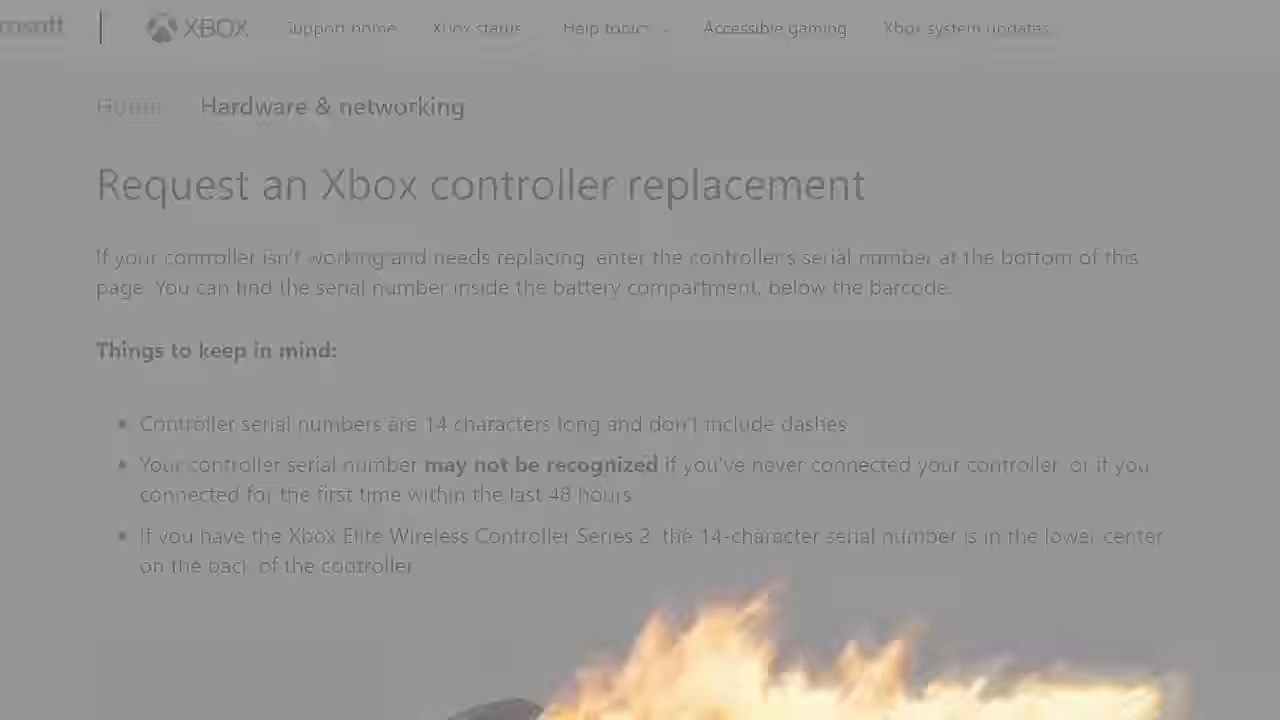 XBOX Support home Xbox status Help topics Accessible gaming Xbox system updates
Home Hardware & networking
Request an Xbox controller replacement
If your controller isn't working and needs replacing, enter the controller's serial number at the bottom of this
page. You can find the serial number inside the battery compartment, below the barcode.
Things to keep in mind:
Controller serial numbers are 14 characters long and don't include dashes
Your controller serial number may not be recognized if you've never connected your controller, or if you
connected for the first time within the last 48 hours
If you have the Xbox Elite Wireless Controller Series 2, the 14-character serial number is in the lower center
on the back of the controller